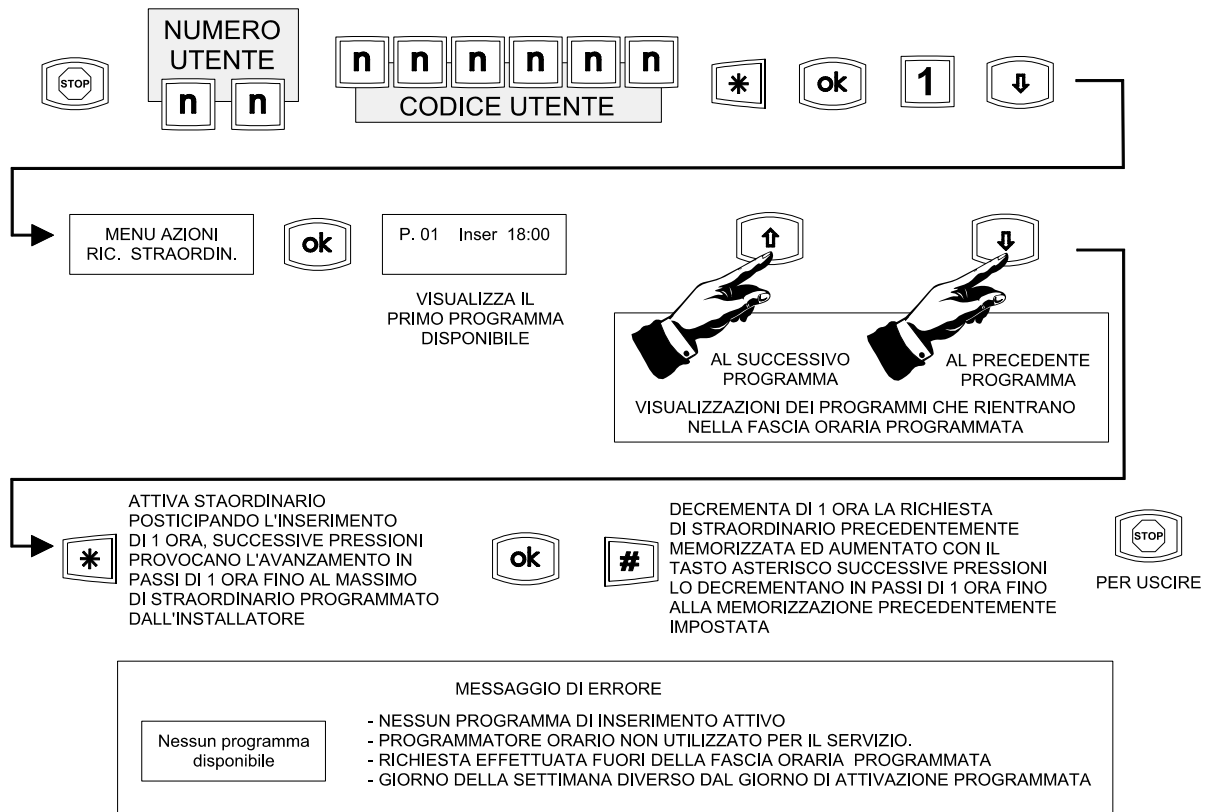 NUMERO
UTENTE
STOP
n n
n n n n n n
CODICE UTENTE
* ok 1 ⇩
MENU AZIONI
RIC. STRAORDIN.
ok
P. 01 Inser 18:00
VISUALIZZA IL
PRIMO PROGRAMMA
DISPONIBILE
⇧
⇩
AL SUCCESSIVO
PROGRAMMA
AL PRECEDENTE
PROGRAMMA
VISUALIZZAZIONI DEI PROGRAMMI CHE RIENTRANO
NELLA FASCIA ORARIA PROGRAMMATA
*
ATTIVA STAORDINARIO
POSTICIPANDO L'INSERIMENTO
DI 1 ORA, SUCCESSIVE PRESSIONI
PROVOCANO L'AVANZAMENTO IN
PASSI DI 1 ORA FINO AL MASSIMO
DI STRAORDINARIO PROGRAMMATO
DALL'INSTALLATORE
ok
#
DECREMENTA DI 1 ORA LA RICHIESTA
DI STRAORDINARIO PRECEDENTEMENTE
MEMORIZZATA ED AUMENTATO CON IL
TASTO ASTERISCO SUCCESSIVE PRESSIONI
LO DECREMENTANO IN PASSI DI 1 ORA FINO
ALLA MEMORIZZAZIONE PRECEDENTEMENTE
IMPOSTATA
STOP
PER USCIRE
MESSAGGIO DI ERRORE
Nessun programma
disponibile
- NESSUN PROGRAMMA DI INSERIMENTO ATTIVO
- PROGRAMMATORE ORARIO NON UTILIZZATO PER IL SERVIZIO.
- RICHIESTA EFFETTUATA FUORI DELLA FASCIA ORARIA PROGRAMMATA
- GIORNO DELLA SETTIMANA DIVERSO DAL GIORNO DI ATTIVAZIONE PROGRAMMATA